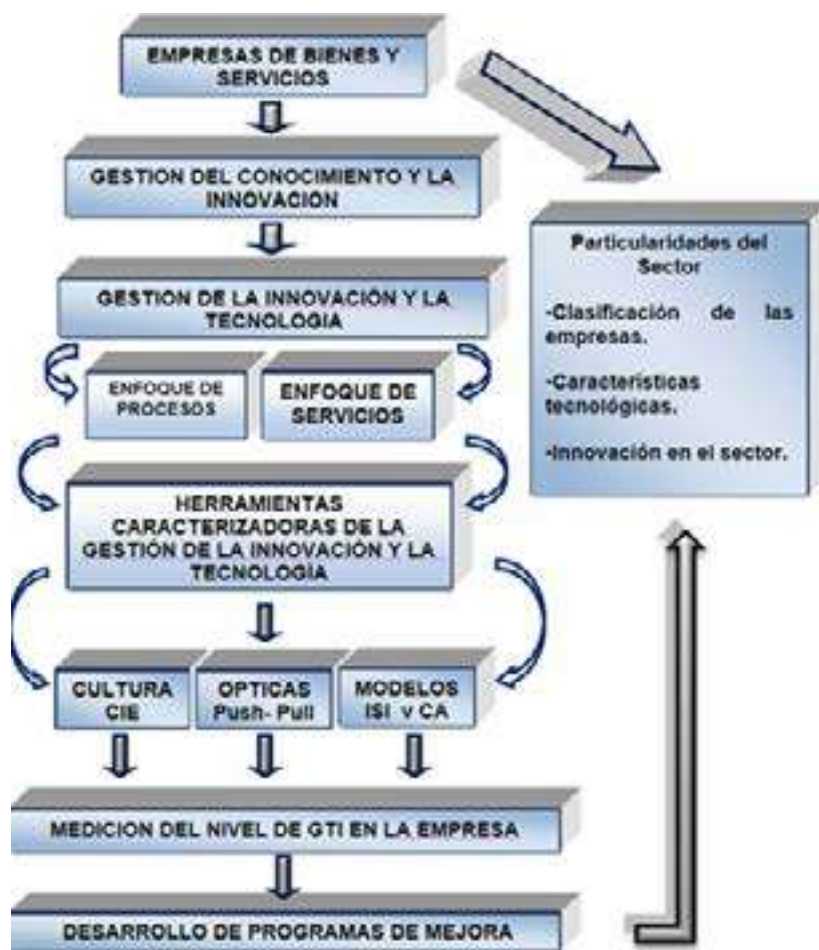 EMPRESAS DE BIENES Y
SERVICIOS
GESTION DEL CONOCIMIENTO Y LA
INNOVACION
GESTION DE LA INNOVACIÓN Y LA
TECNOLOGIA
ENFOQUE DE
PROCESOS
ENFOQUE DE
SERVICIOS
HERRAMIENTAS
CARACTERIZADORAS DE LA
GESTIÓN DE LA INNOVACIÓN Y LA
TECNOLOGIA
CULTURA
CIE
OPTICAS
Push- Pull
MODELOS
ISI y CA
MEDICION DEL NIVEL DE GTI EN LA EMPRESA
DESARROLLO DE PROGRAMAS DE MEJORA
Particularidades del
Sector
-Clasificación de las
empresas.
-Características
tecnológicas.
-Innovación en el sector.